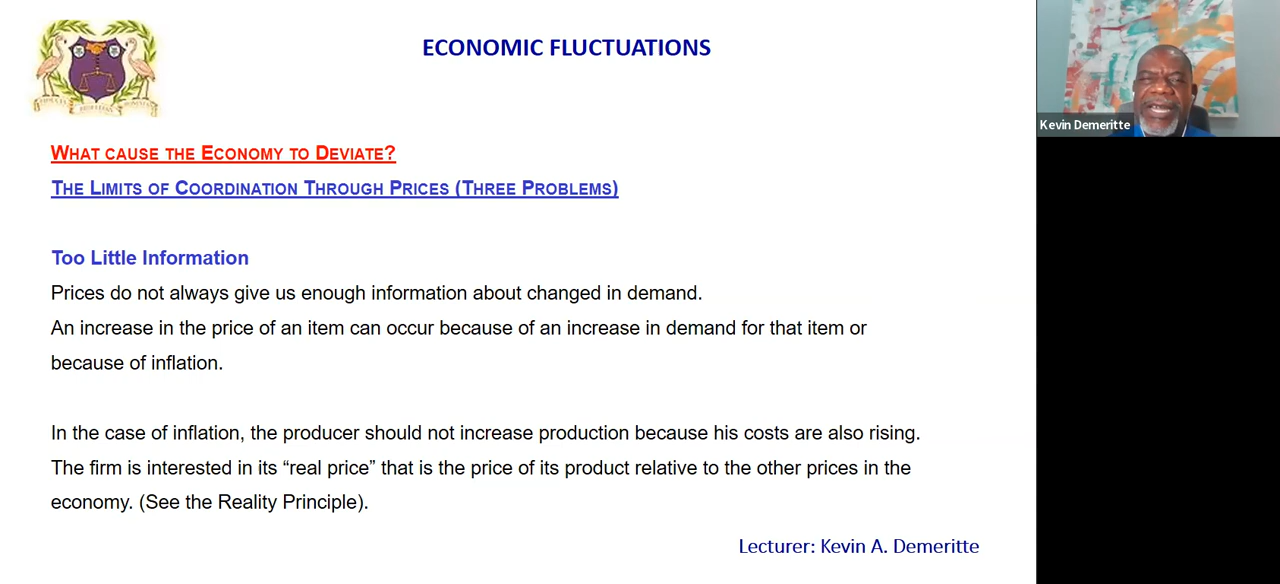 ECONOMIC FLUCTUATIONS
Kevin Demeritte
WHAT CAUSE THE ECONOMY TO DEVIATE?
THE LIMITS OF COORDINATION THROUGH PRICES (THREE PROBLEMS)
Too Little Information
Prices do not always give us enough information about changed in demand.
An increase in the price of an item can occur because of an increase in demand for that item or
because of inflation.
In the case of inflation, the producer should not increase production because his costs are also rising.
The firm is interested in its “real price” that is the price of its product relative to the other prices in the
economy. (See the Reality Principle).
Lecturer: Kevin A. Demeritte